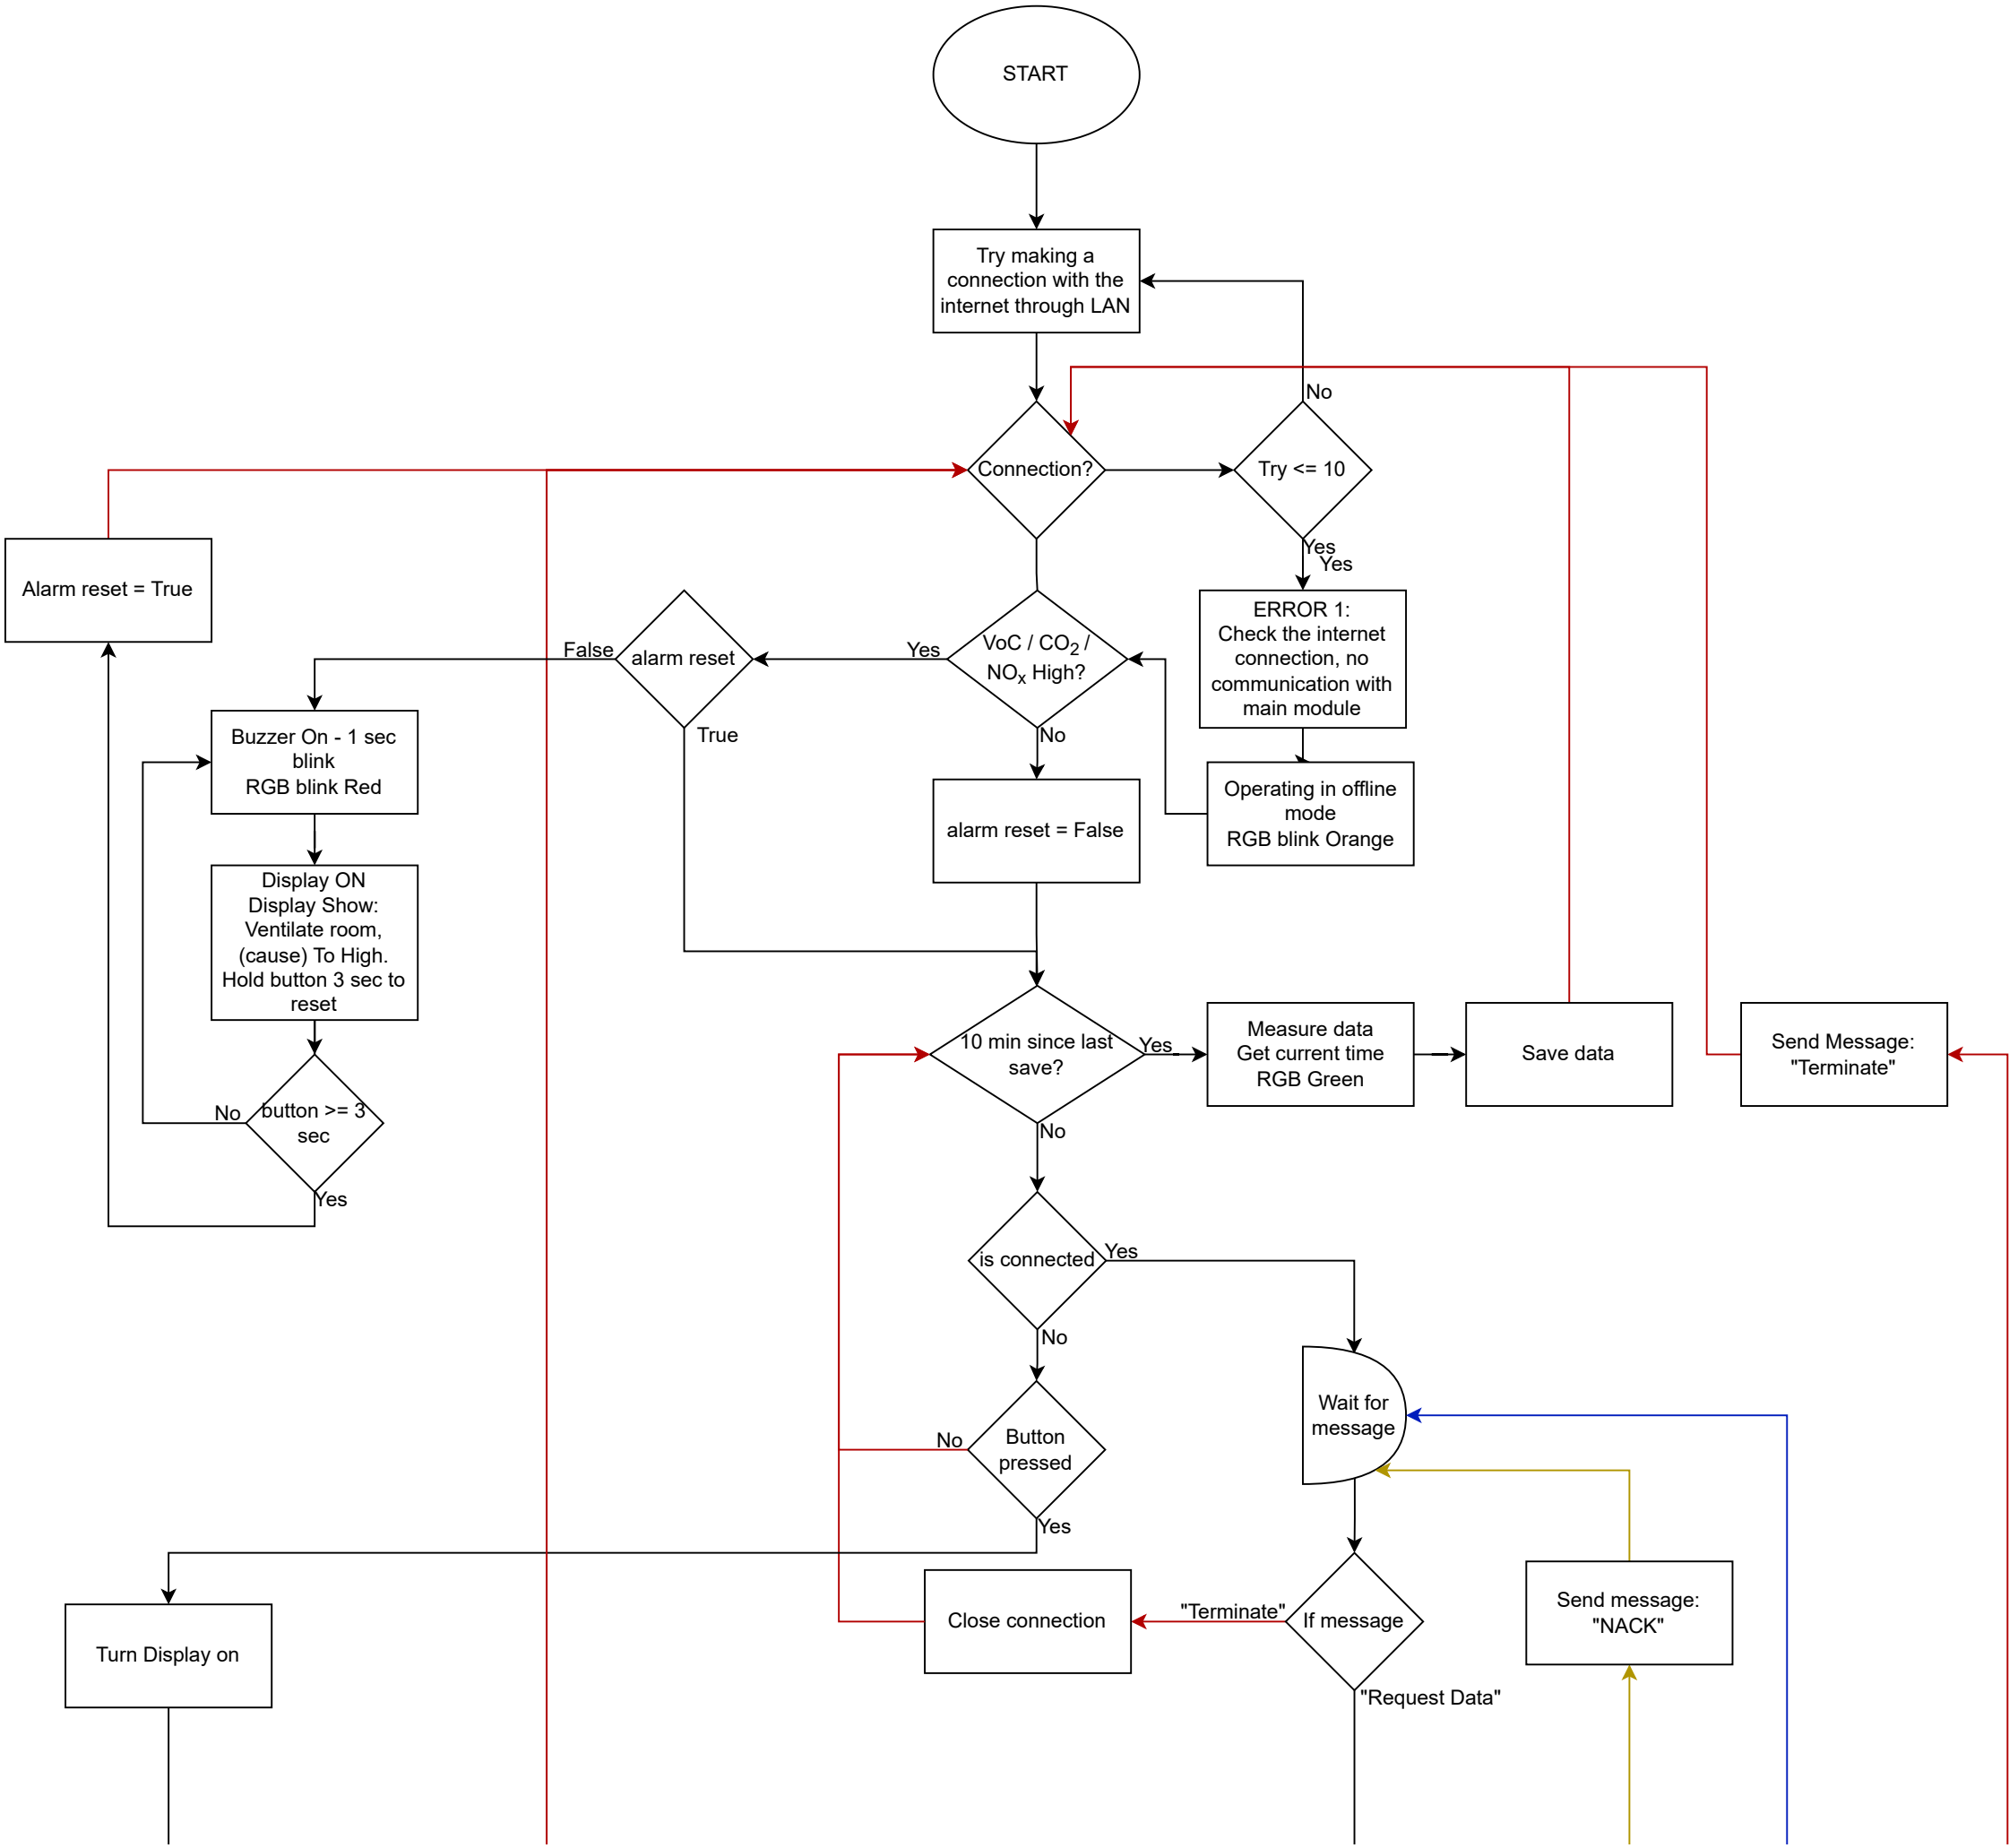 START
Try making a
connection with the
internet through LAN
No
Connection?
Try <= 10
Yes
Yes
Alarm reset = True
ERROR 1:
Check the internet
connection, no
communication with
main module
False
alarm reset
Yes
VoC / CO2 /
NOx High?
True
No
Buzzer On - 1 sec
blink
RGB blink Red
Operating in offline
mode
RGB blink Orange
alarm reset = False
Display ON
Display Show:
Ventilate room,
(cause) To High.
Hold button 3 sec to
reset
10 min since last
save?
Yes
Measure data
Get current time
RGB Green
Save data
Send Message:
"Terminate"
No
button >= 3
sec
No
Yes
is connected
Yes
No
Wait for
message
No
Button
pressed
Yes
Close connection
"Terminate"
If message
Send message:
"NACK"
Turn Display on
"Request Data"